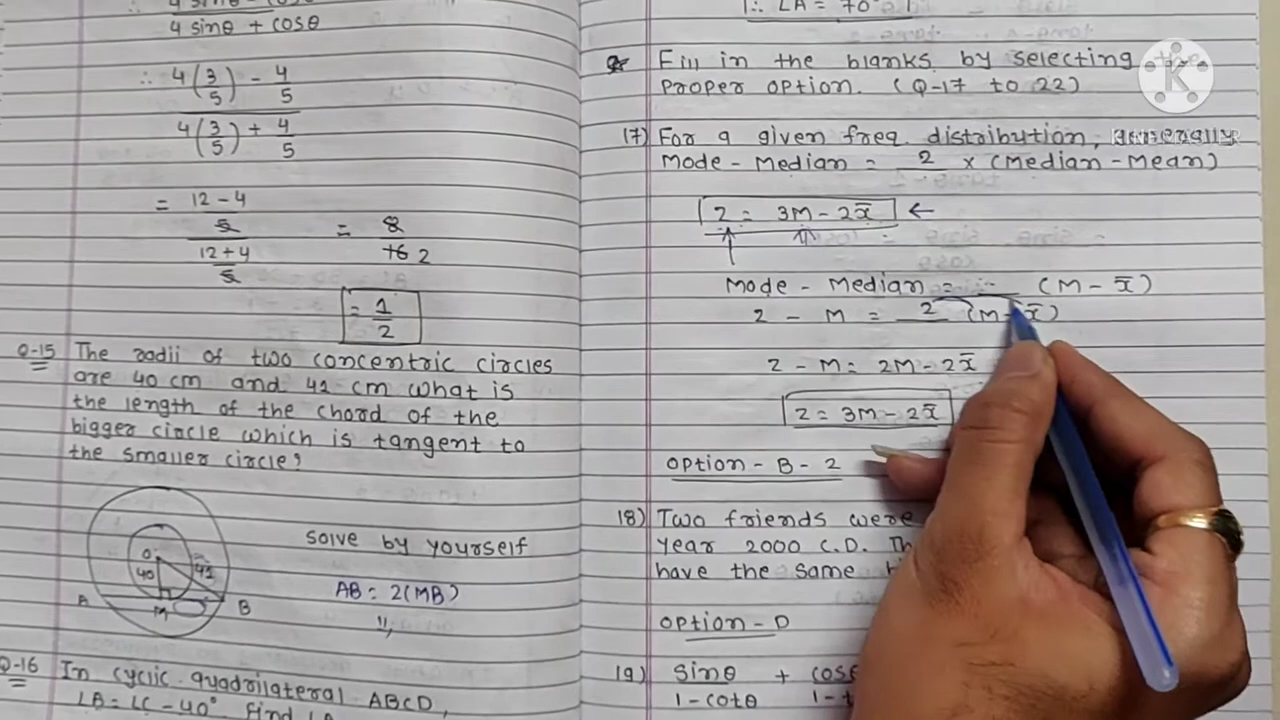 4 sinθ + cosθ
∴ 4(3/5) - 4/5
4(3/5) + 4/5
= 12 - 4 / 5 = 8
12 + 4 / 5 16 2
= 1/2
Q-15 The radii of two concentric circles
are 40 cm and 41 cm what is
the length of the chord of the
bigger circle which is tangent to
the smaller circle?
O
40 41
A M B
Solve by yourself
AB = 2(MB)
Q-16 In cyclic quadrilateral ABCD,
∠B = ∠C - 40° find
∴ ∠A = 70°
Fill in the blanks by selecting the
proper option. (Q-17 to 22)
17) For a given freq. distribution, generally
Mode - Median = 2 × (Median - Mean)
Z = 3M - 2x̄ ←
Mode - Median = __ (M - x̄)
Z - M = 2 (M - x̄)
Z - M = 2M - 2x̄
Z = 3M - 2x̄
Option - B - 2
18) Two friends were
year 2000 C.D.
have the same
Option - D
19) sinθ + cos
1 - cotθ 1 -
K